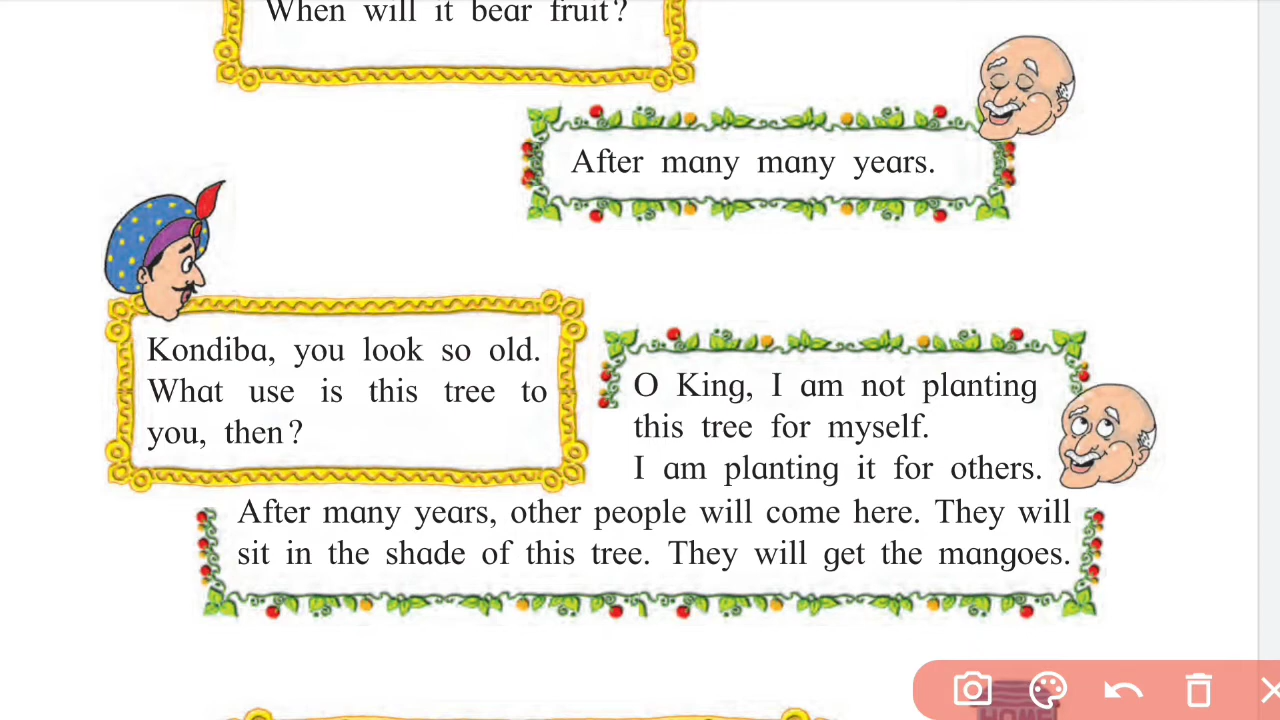 When will it bear fruit?
After many many years.
Kondiba, you look so old.
What use is this tree to
you, then?
O King, I am not planting
this tree for myself.
I am planting it for others.
After many years, other people will come here. They will
sit in the shade of this tree. They will get the mangoes.
HOME